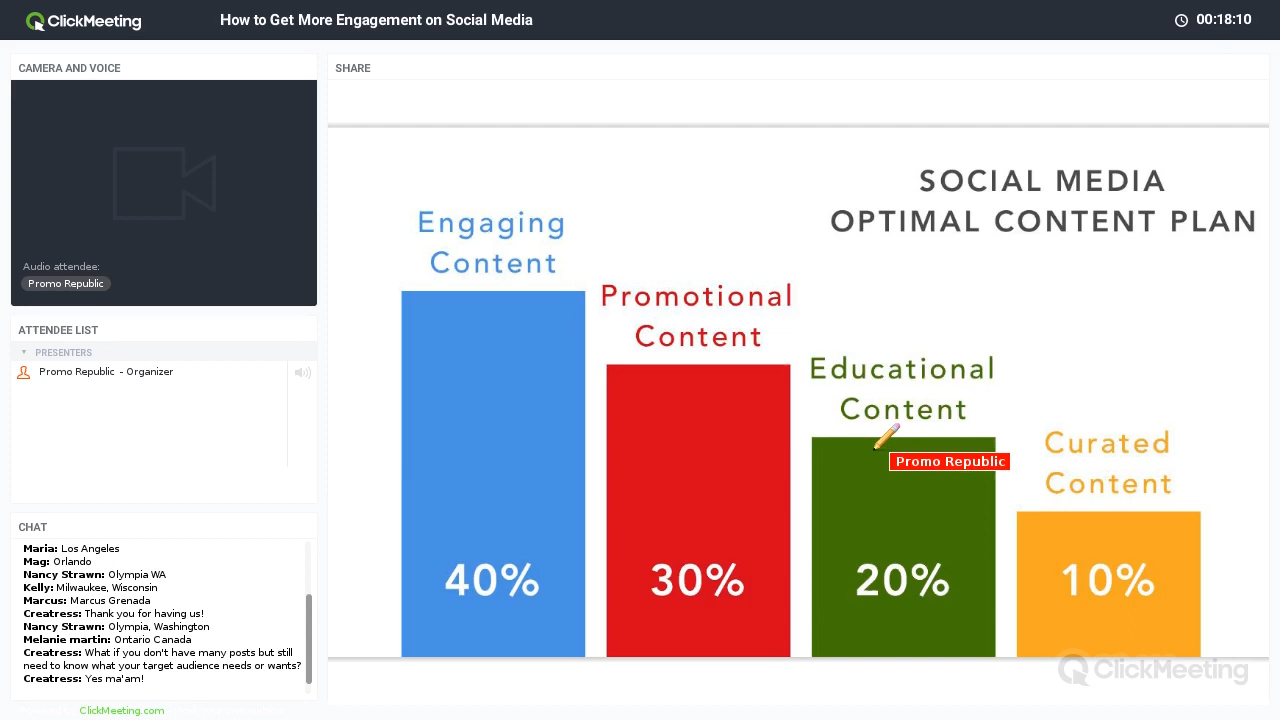 ClickMeeting
How to Get More Engagement on Social Media
00:18:10
CAMERA AND VOICE
Audio attendee:
Promo Republic
ATTENDEE LIST
PRESENTERS
Promo Republic - Organizer
CHAT
Maria: Los Angeles
Mag: Orlando
Nancy Strawn: Olympia WA
Kelly: Milwaukee, Wisconsin
Marcus: Marcus Grenada
Creatress: Thank you for having us!
Nancy Strawn: Olympia, Washington
Melanie martin: Ontario Canada
Creatress: What if you don't have many posts but still
need to know what your target audience needs or wants?
Creatress: Yes ma'am!
ClickMeeting.com
SHARE
SOCIAL MEDIA
OPTIMAL CONTENT PLAN
Engaging
Content
40%
Promotional
Content
30%
Educational
Content
Promo Republic
20%
Curated
Content
10%
ClickMeeting